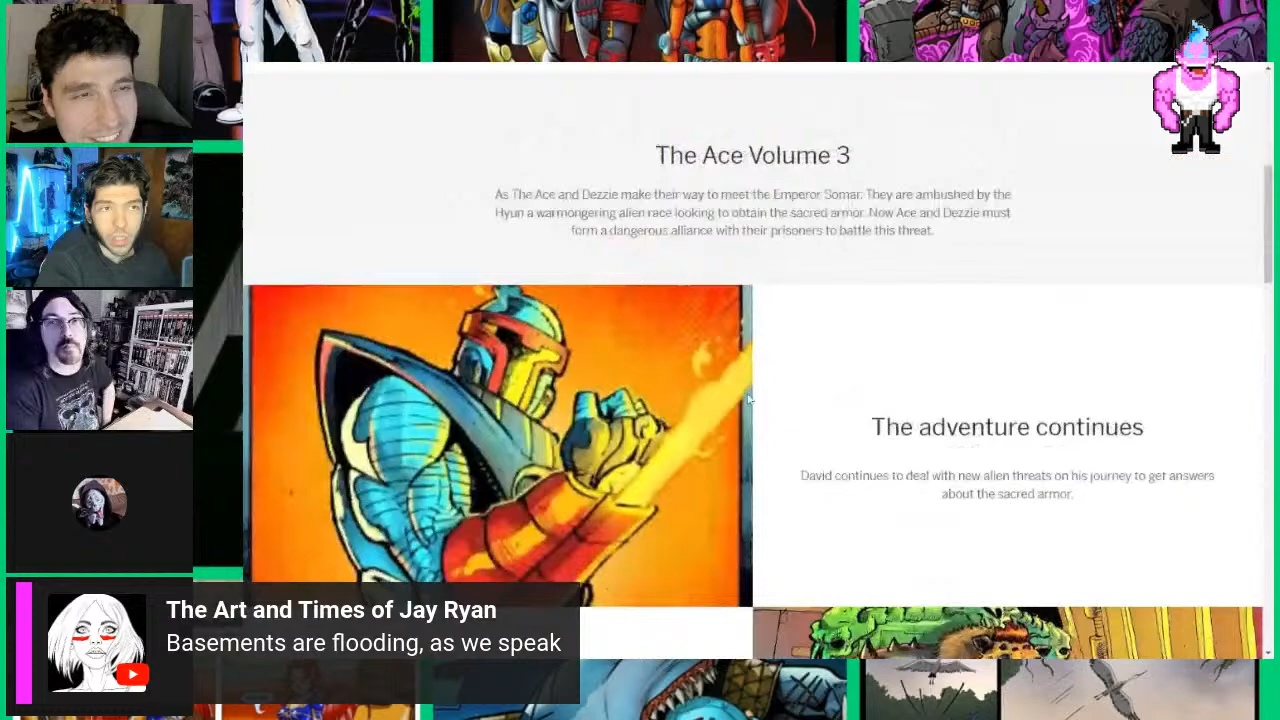 The Ace Volume 3
As The Ace and Dezzie make their way to meet the Emperor Somar. They are ambushed by the
Hyun a warmongering alien race looking to obtain the sacred armor. Now Ace and Dezzie must
form a dangerous alliance with their prisoners to battle this threat.
The adventure continues
David continues to deal with new alien threats on his journey to get answers
about the sacred armor.
The Art and Times of Jay Ryan
Basements are flooding, as we speak